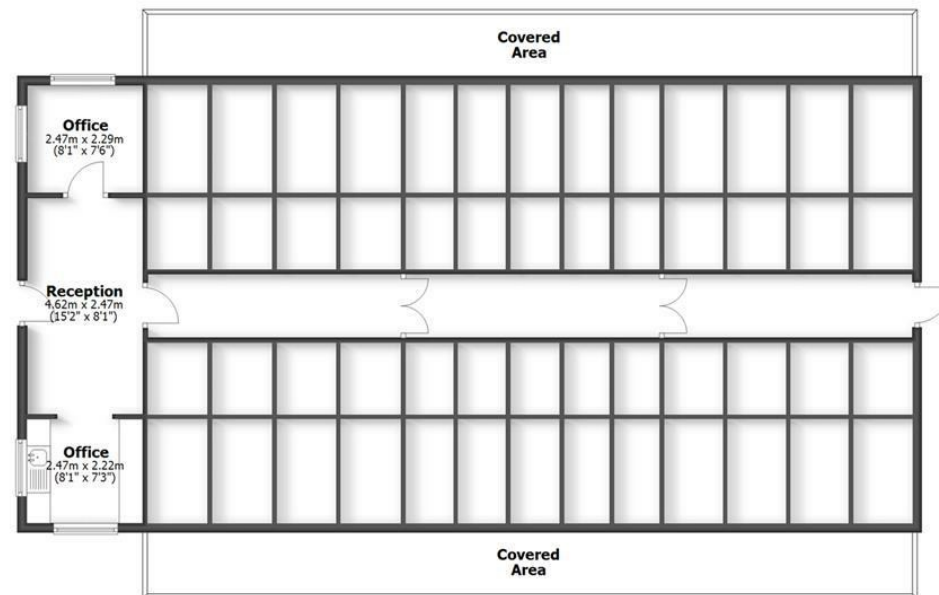 Covered
Area
Office
2.47m x 2.29m
(8'1" x 7'6")
Reception
4.62m x 2.47m
(15'2" x 8'1")
Office
2.47m x 2.22m
(8'1" x 7'3")
Covered
Area